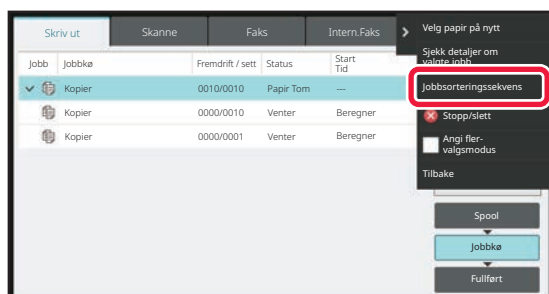 Skriv ut Skanne Faks Intern.Faks
Jobb Jobbkø Fremdrift / sett Status Start Tid
Kopier 0010/0010 Papir Tom ---
Kopier 0000/0010 Venter Beregner
Kopier 0000/0001 Venter Beregner
Velg papir på nytt
Sjekk detaljer om
valgte jobb
Jobbsorteringssekvens
Stopp/slett
Angi fler-
valgsmodus
Tilbake
Spool
Jobbkø
Fullført